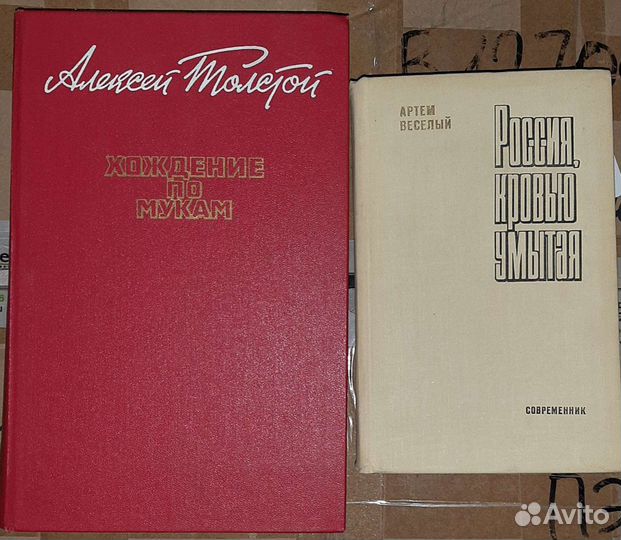 Алексей Толстой
ХОЖДЕНИЕ
ПО
МУКАМ
АРТЕМ
ВЕСЕЛЫЙ
РОССИЯ,
КРОВЬЮ
УМЫТАЯ
СОВРЕМЕННИК
Avito